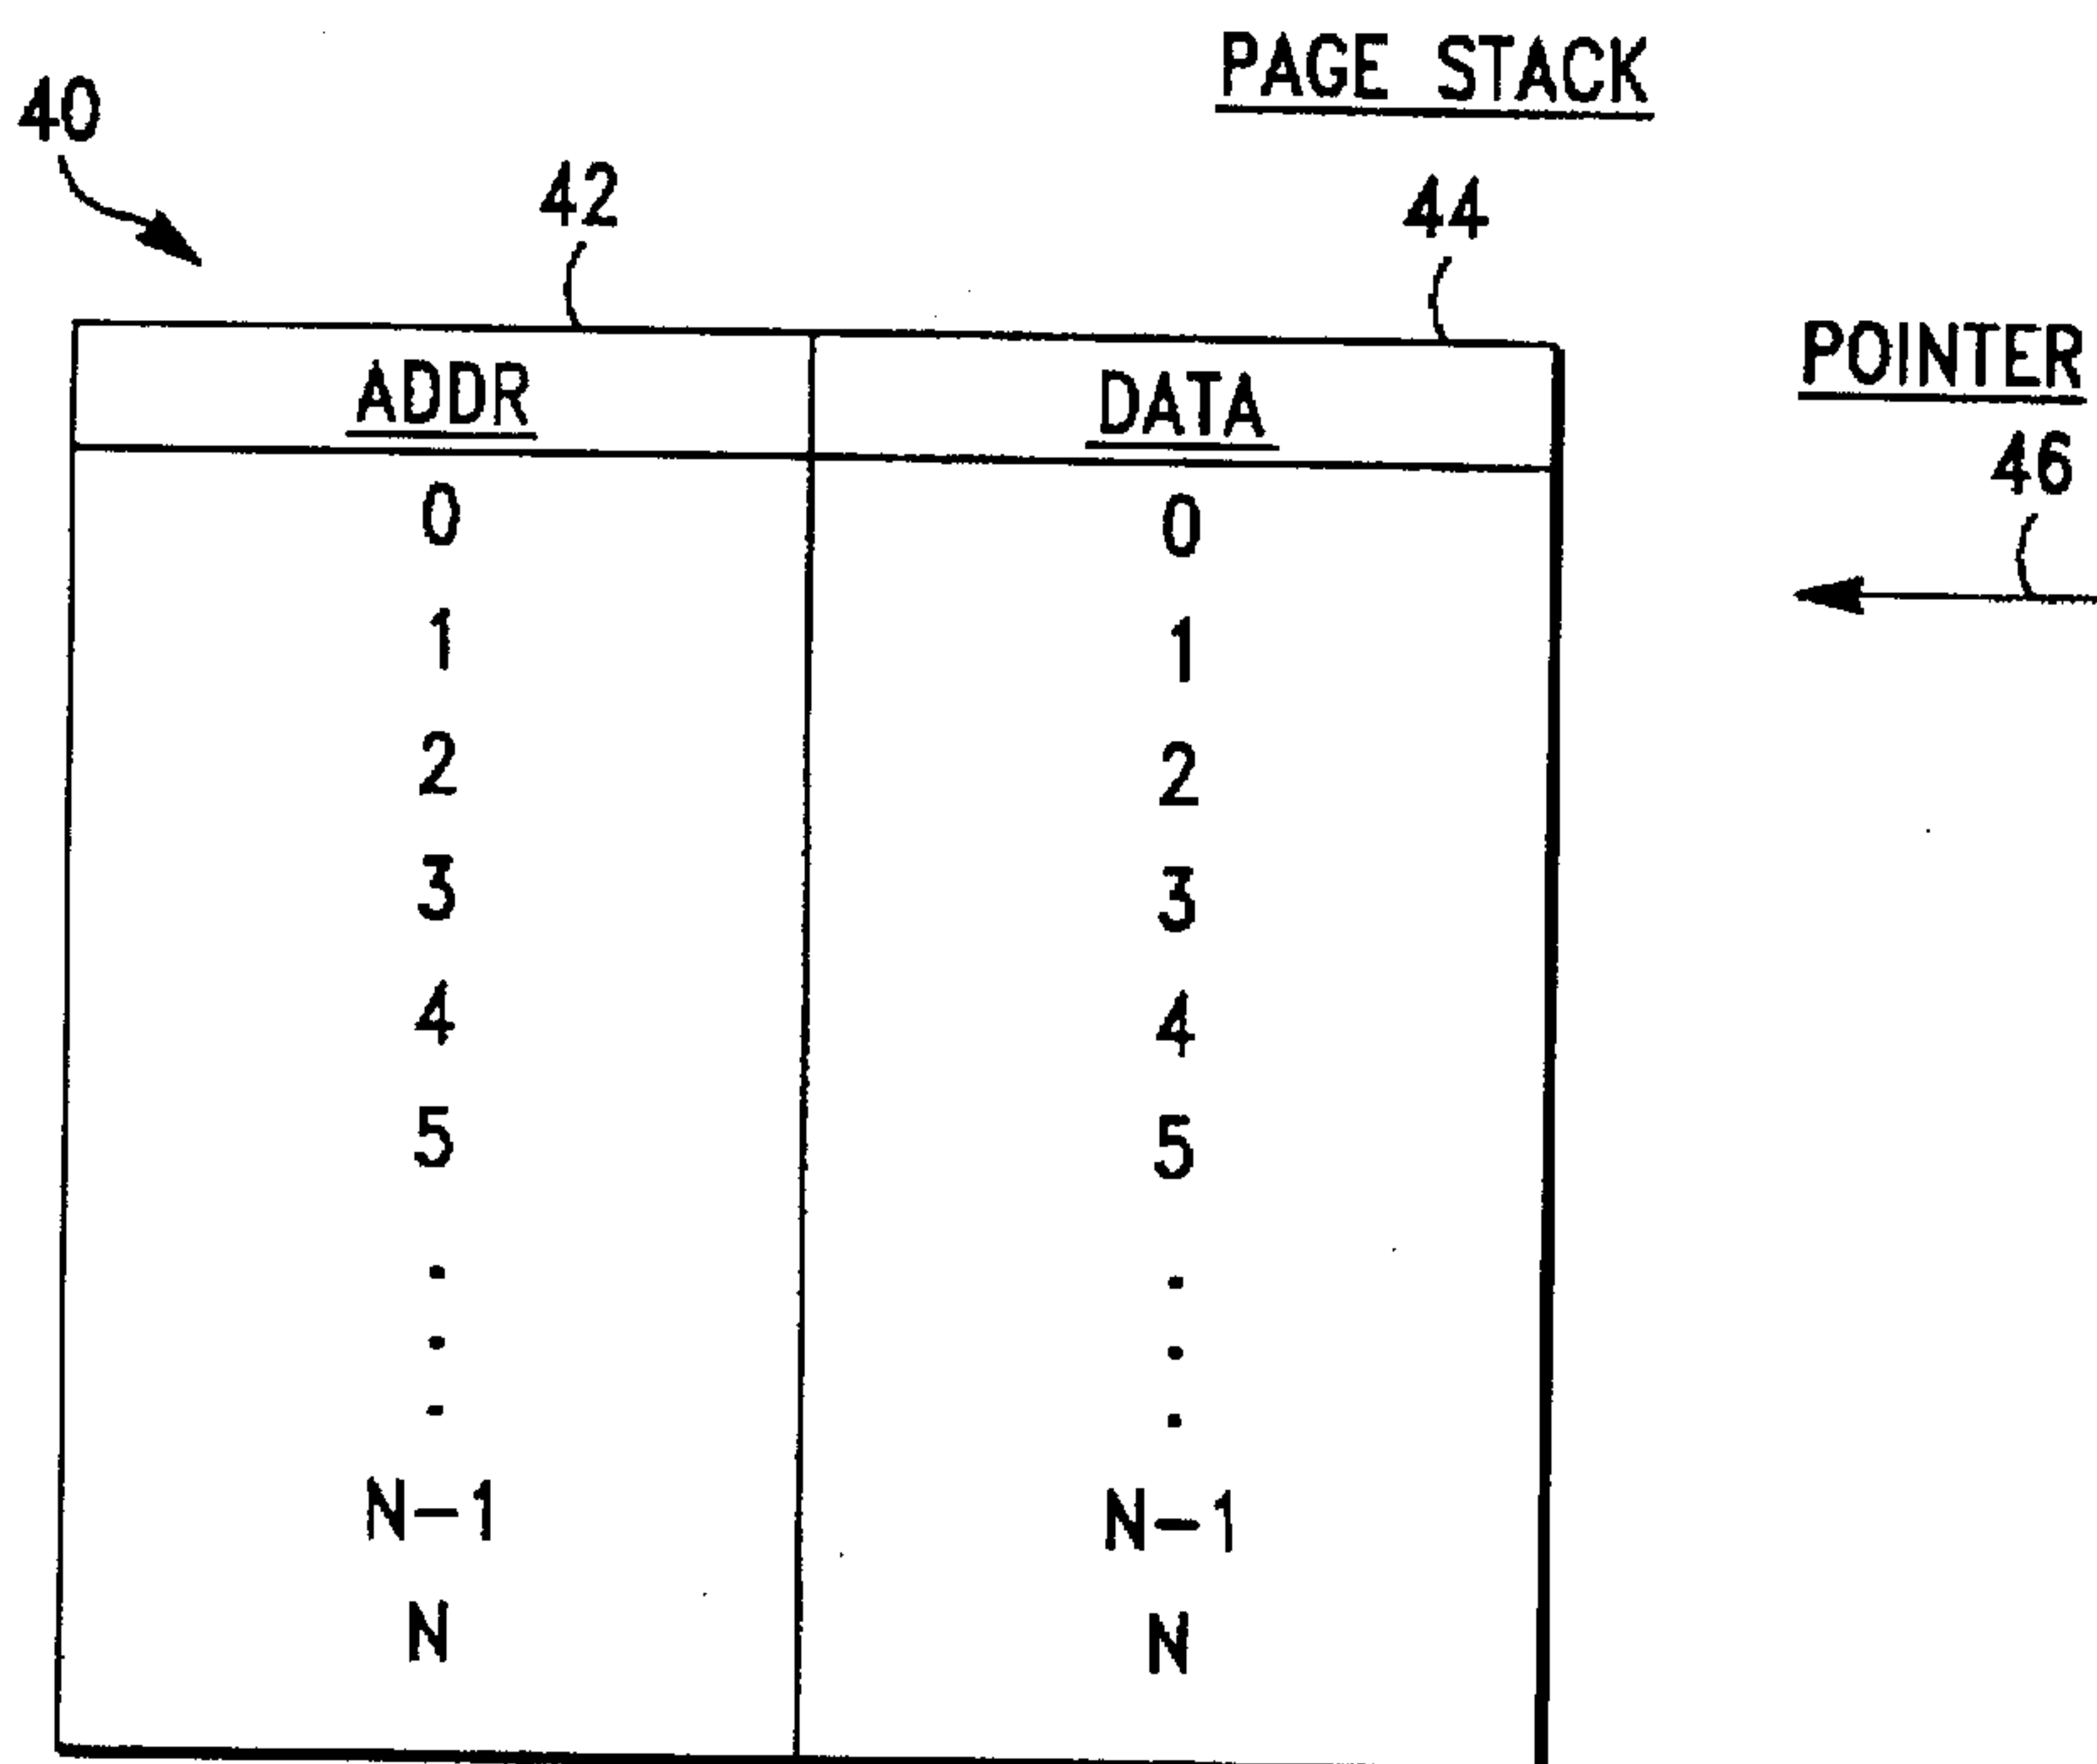 PAGE STACK
40
42
44
POINTER
46
ADDR DATA
0 0
1 1
2 2
3 3
4 4
5 5
. .
. .
. .
N-1 N-1
N N